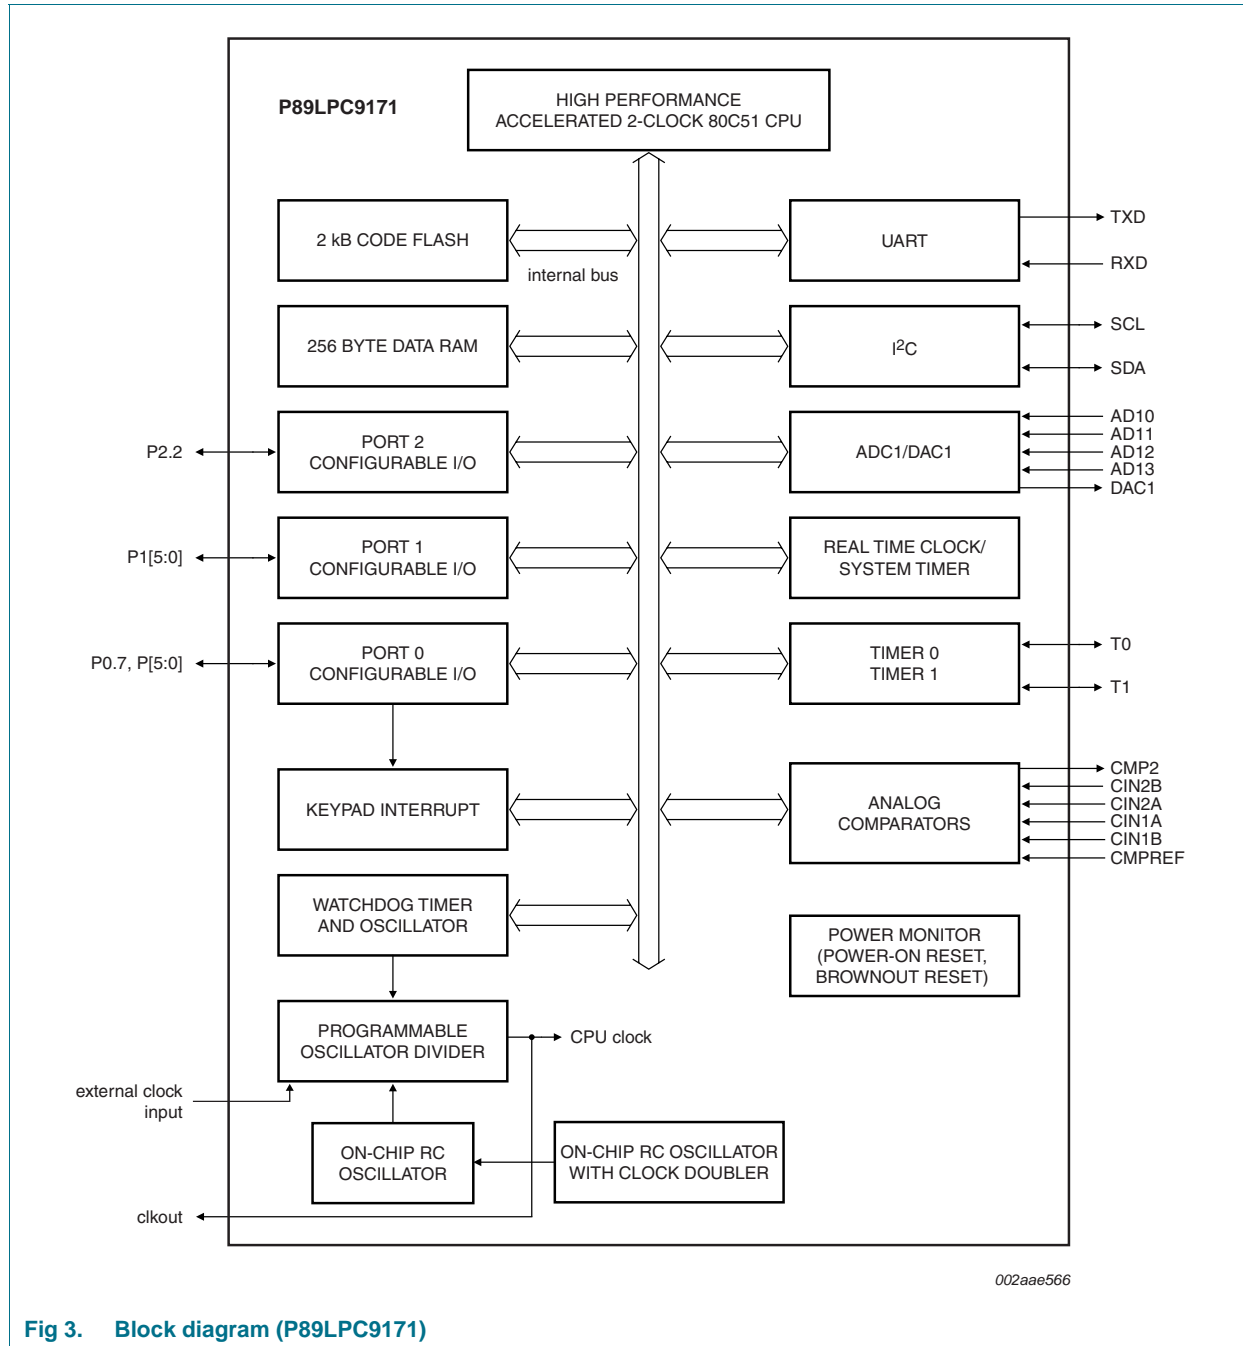 P89LPC9171
HIGH PERFORMANCE
ACCELERATED 2-CLOCK 80C51 CPU
2 kB CODE FLASH
internal bus
UART
TXD
RXD
256 BYTE DATA RAM
I²C
SCL
SDA
P2.2
PORT 2
CONFIGURABLE I/O
ADC1/DAC1
AD10
AD11
AD12
AD13
DAC1
P1[5:0]
PORT 1
CONFIGURABLE I/O
REAL TIME CLOCK/
SYSTEM TIMER
P0.7, P[5:0]
PORT 0
CONFIGURABLE I/O
TIMER 0
TIMER 1
T0
T1
KEYPAD INTERRUPT
ANALOG
COMPARATORS
CMP2
CIN2B
CIN2A
CIN1A
CIN1B
CMPREF
WATCHDOG TIMER
AND OSCILLATOR
POWER MONITOR
(POWER-ON RESET,
BROWNOUT RESET)
PROGRAMMABLE
OSCILLATOR DIVIDER
CPU clock
external clock
input
ON-CHIP RC
OSCILLATOR
ON-CHIP RC OSCILLATOR
WITH CLOCK DOUBLER
clkout
002aae566
Fig 3. Block diagram (P89LPC9171)